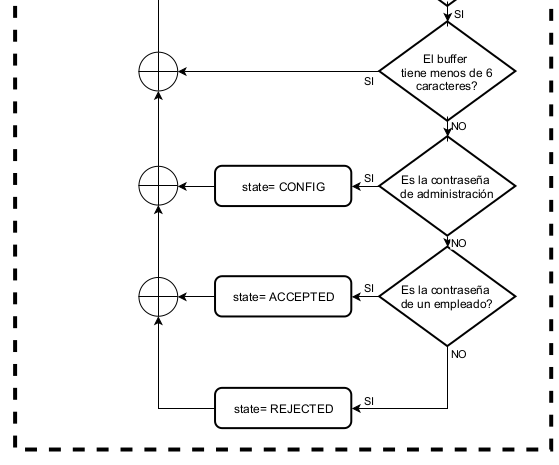 SI
El buffer
tiene menos de 6
caracteres?
SI
NO
Es la contraseña
de administración
SI
state= CONFIG
NO
Es la contraseña
de un empleado?
SI
state= ACCEPTED
NO
SI
state= REJECTED